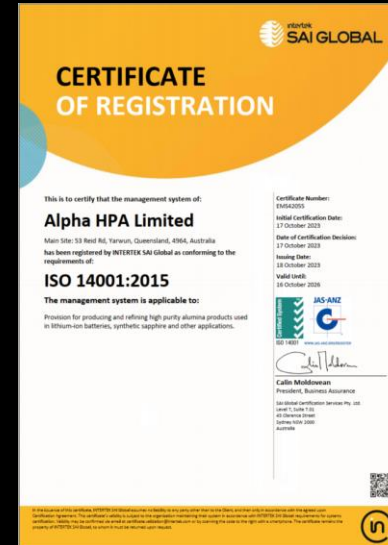 intertek
SAI GLOBAL
CERTIFICATE
OF REGISTRATION
This is to certify that the management system of:
Alpha HPA Limited
Main Site: 53 Reid Rd, Yarwun, Queensland, 4964, Australia
has been registered by INTERTEK SAI Global as conforming to the
requirements of:
ISO 14001:2015
The management system is applicable to:
Provision for producing and refining high purity alumina products used
in lithium-ion batteries, synthetic sapphire and other applications.
Certificate Number:
EMS42055
Initial Certification Date:
17 October 2023
Date of Certification Decision:
17 October 2023
Issuing Date:
18 October 2023
Valid Until:
16 October 2026
Certified System
JAS-ANZ
ISO 14001
Calin Moldovean
President, Business Assurance
SAI Global Certification Services Pty. Ltd.
Level 7, Suite 7.01
45 Clarence Street
Sydney NSW 2000
Australia